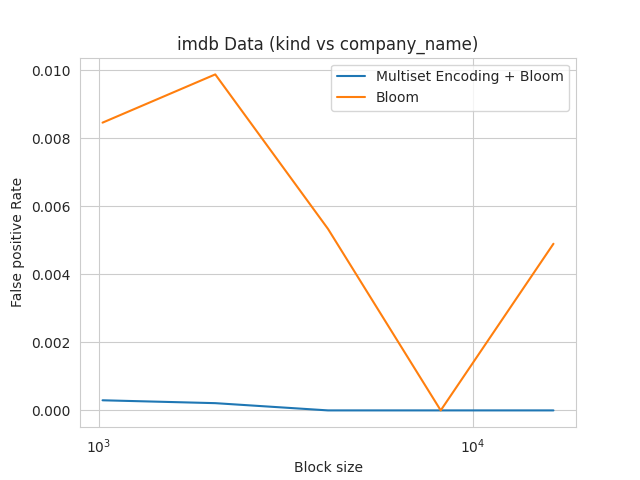 imdb Data (kind vs company_name)
Multiset Encoding + Bloom
Bloom
False positive Rate
0.010
0.008
0.006
0.004
0.002
0.000
10³
10⁴
Block size